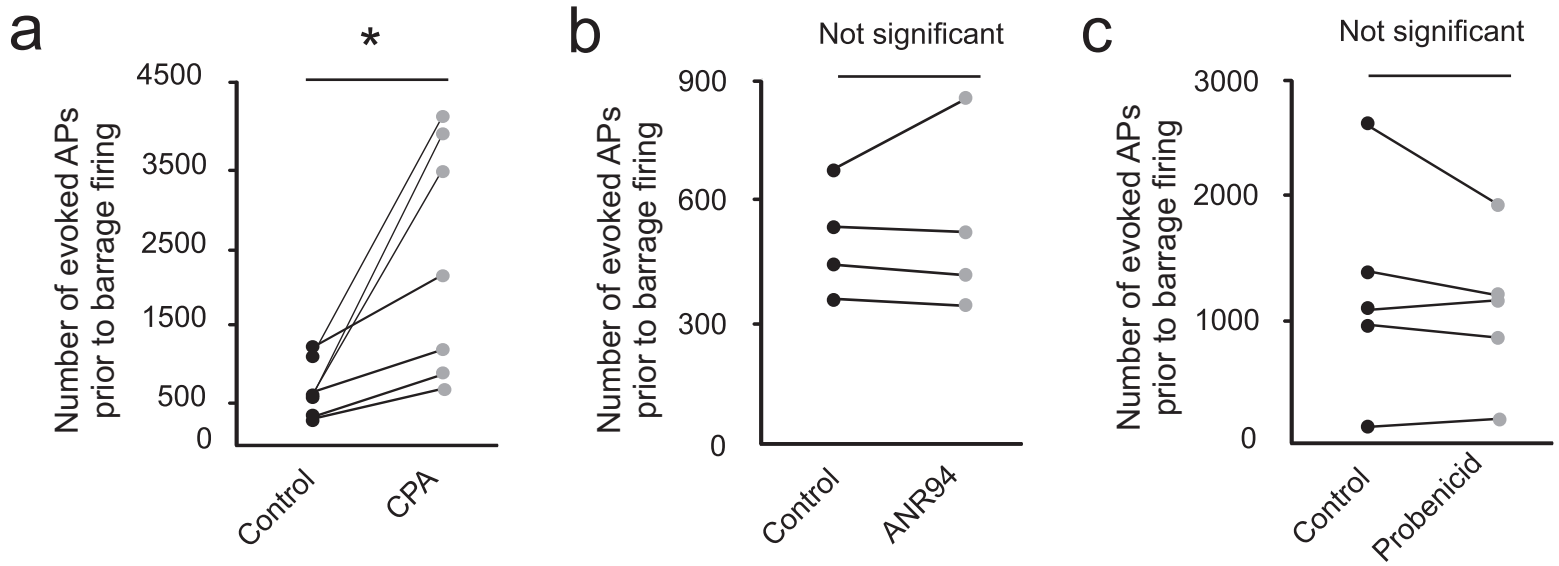 a
*
Number of evoked APs
prior to barrage firing
4500
3500
2500
1500
500
0
Control
CPA
b
Not significant
Number of evoked APs
prior to barrage firing
900
600
300
0
Control
ANR94
c
Not significant
Number of evoked APs
prior to barrage firing
3000
2000
1000
0
Control
Probenicid